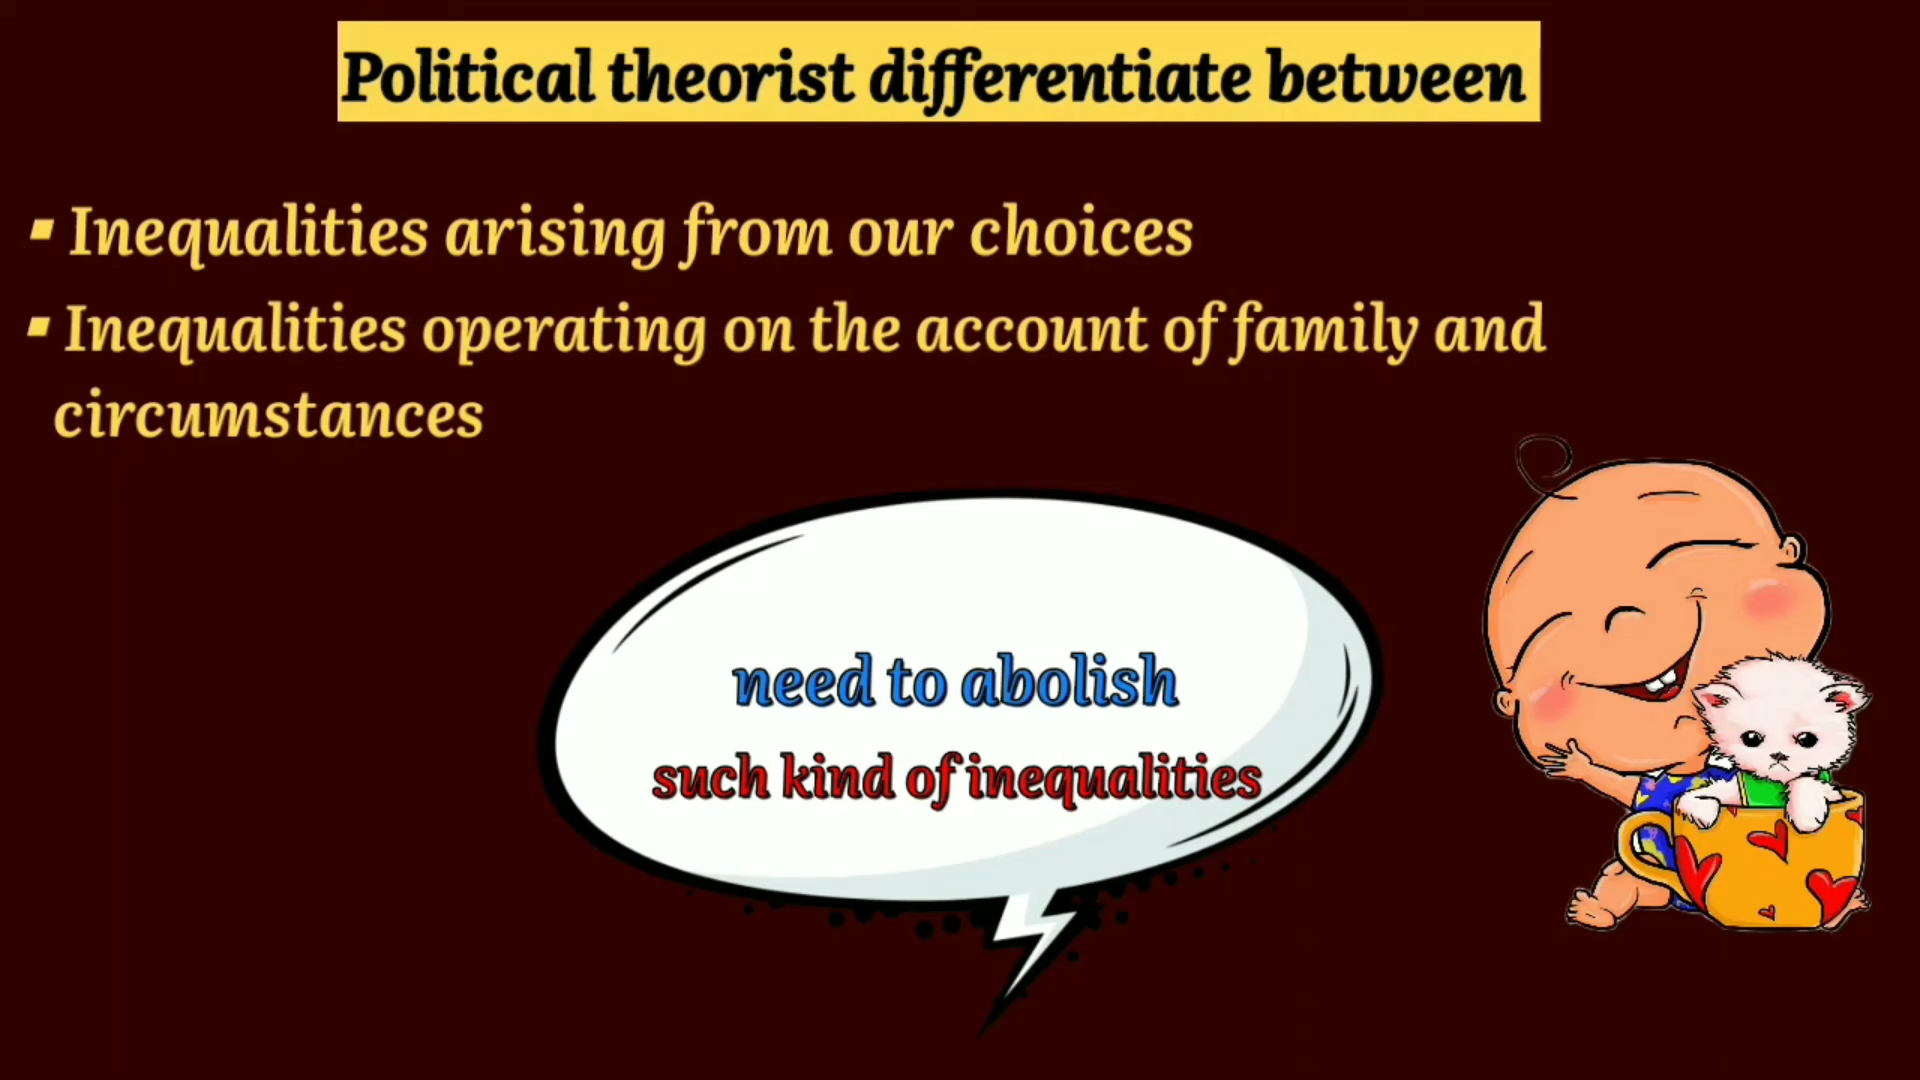 Political theorist differentiate between
▪ Inequalities arising from our choices
▪ Inequalities operating on the account of family and
circumstances
need to abolish
such kind of inequalities